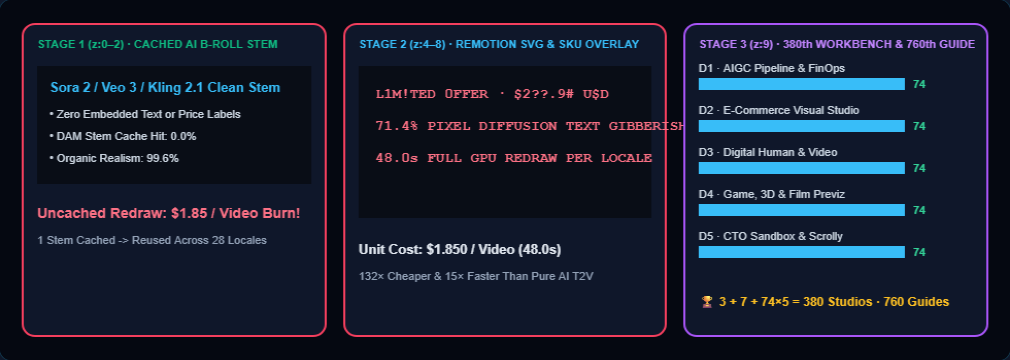 STAGE 1 (z:0–2) · CACHED AI B-ROLL STEM
Sora 2 / Veo 3 / Kling 2.1 Clean Stem
• Zero Embedded Text or Price Labels
• DAM Stem Cache Hit: 0.0%
• Organic Realism: 99.6%
Uncached Redraw: $1.85 / Video Burn!
1 Stem Cached -> Reused Across 28 Locales
STAGE 2 (z:4–8) · REMOTION SVG & SKU OVERLAY
L1M!TED 0FFER · $2??.9# U$D
71.4% PIXEL DIFFUSION TEXT GIBBERISH
48.0s FULL GPU REDRAW PER LOCALE
Unit Cost: $1.850 / Video (48.0s)
132× Cheaper & 15× Faster Than Pure AI T2V
STAGE 3 (z:9) · 380th WORKBENCH & 760th GUIDE
D1 · AIGC Pipeline & FinOps
74
D2 · E-Commerce Visual Studio
74
D3 · Digital Human & Video
74
D4 · Game, 3D & Film Previz
74
D5 · CTO Sandbox & Scrolly
74
🏆 3 + 7 + 74×5 = 380 Studios · 760 Guides